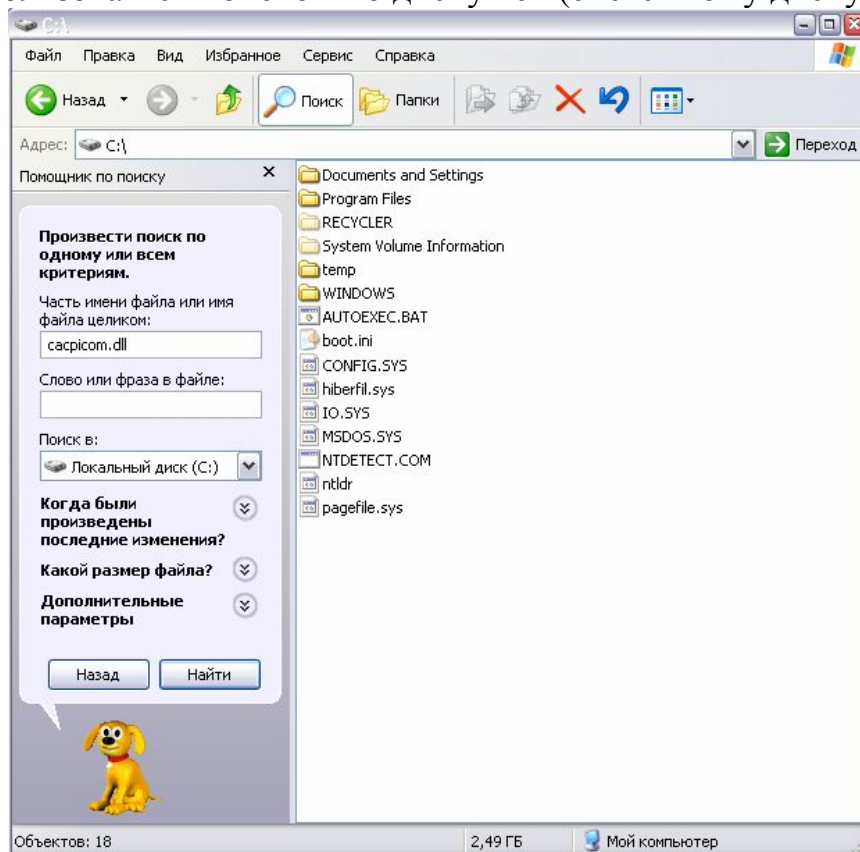 C:\
Файл Правка Вид Избранное Сервис Справка
Назад Поиск Папки
Адрес: C:\ Переход
Помощник по поиску
Произвести поиск по
одному или всем
критериям.
Часть имени файла или имя
файла целиком:
cacpicom.dll
Слово или фраза в файле:
Поиск в:
Локальный диск (C:)
Когда были
произведены
последние изменения?
Какой размер файла?
Дополнительные
параметры
Назад Найти
Documents and Settings
Program Files
RECYCLER
System Volume Information
temp
WINDOWS
AUTOEXEC.BAT
boot.ini
CONFIG.SYS
hiberfil.sys
IO.SYS
MSDOS.SYS
NTDETECT.COM
ntldr
pagefile.sys
Объектов: 18 2,49 ГБ Мой компьютер